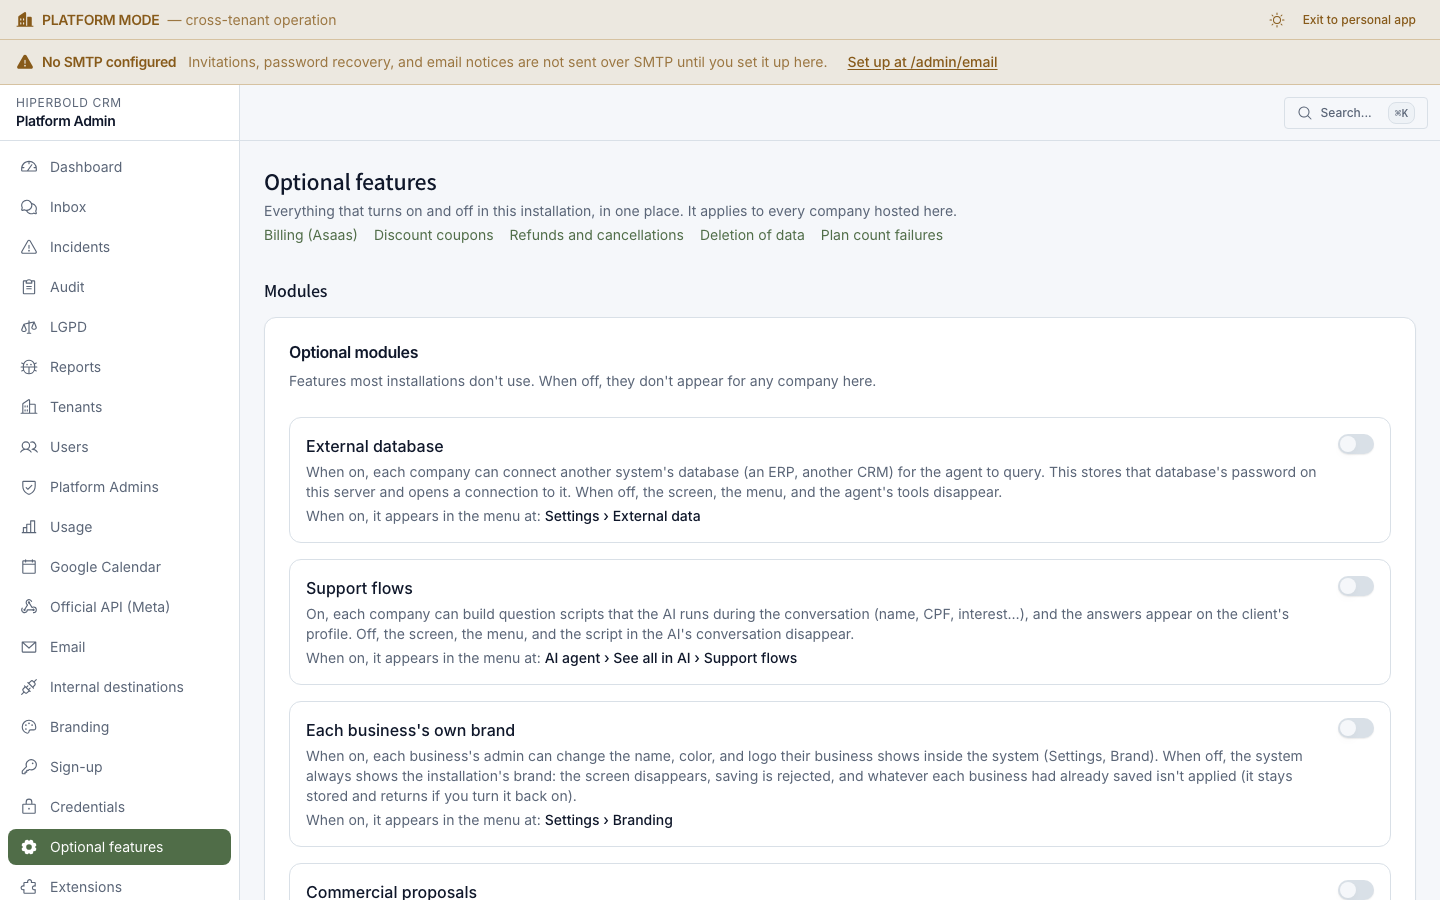 PLATFORM MODE — cross-tenant operation
Exit to personal app
No SMTP configured Invitations, password recovery, and email notices are not sent over SMTP until you set it up here. Set up at /admin/email
HIPERBOLD CRM
Platform Admin
Search... ⌘K
Dashboard
Inbox
Incidents
Audit
LGPD
Reports
Tenants
Users
Platform Admins
Usage
Google Calendar
Official API (Meta)
Email
Internal destinations
Branding
Sign-up
Credentials
Optional features
Extensions
Optional features
Everything that turns on and off in this installation, in one place. It applies to every company hosted here.
Billing (Asaas) Discount coupons Refunds and cancellations Deletion of data Plan count failures
Modules
Optional modules
Features most installations don't use. When off, they don't appear for any company here.
External database
When on, each company can connect another system's database (an ERP, another CRM) for the agent to query. This stores that database's password on
this server and opens a connection to it. When off, the screen, the menu, and the agent's tools disappear.
When on, it appears in the menu at: Settings › External data
Support flows
On, each company can build question scripts that the AI runs during the conversation (name, CPF, interest...), and the answers appear on the client's
profile. Off, the screen, the menu, and the script in the AI's conversation disappear.
When on, it appears in the menu at: AI agent › See all in AI › Support flows
Each business's own brand
When on, each business's admin can change the name, color, and logo their business shows inside the system (Settings, Brand). When off, the system
always shows the installation's brand: the screen disappears, saving is rejected, and whatever each business had already saved isn't applied (it stays
stored and returns if you turn it back on).
When on, it appears in the menu at: Settings › Branding
Commercial proposals